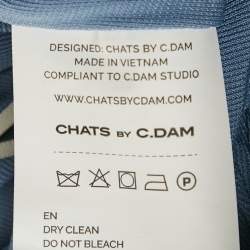 DESIGNED: CHATS BY C.DAM
MADE IN VIETNAM
COMPLIANT TO C.DAM STUDIO
WWW.CHATSBYCDAM.COM
CHATS BY C.DAM
P
EN
DRY CLEAN
DO NOT BLEACH